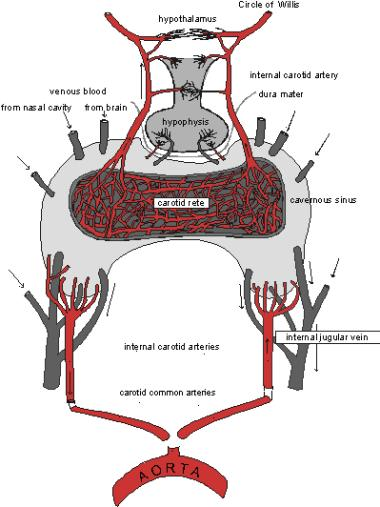 Circle of Willis
hypothalamus
internal carotid artery
venous blood
dura mater
from nasal cavity
from brain
hypophysis
carotid rete
cavernous sinus
internal jugular vein
internal carotid arteries
carotid common arteries
AORTA